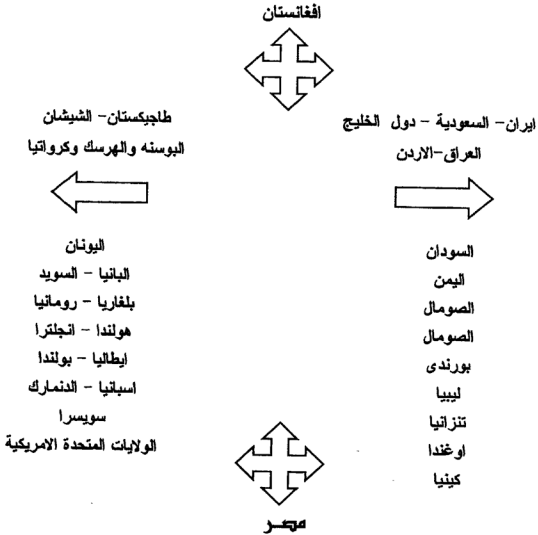 افغانستان
ايران- السعودية - دول الخليج
العراق-الاردن
السودان
اليمن
الصومال
الصومال
بورندى
ليبيا
تنزانيا
اوغندا
كينيا
طاجيكستان- الشيشان
البوسنه والهرسك وكرواتيا
اليونان
البانيا - السويد
بلغاريا - رومانيا
هولندا - انجلترا
ايطاليا - بولندا
اسبانيا - الدنمارك
سويسرا
الولايات المتحدة الامريكية
مصر